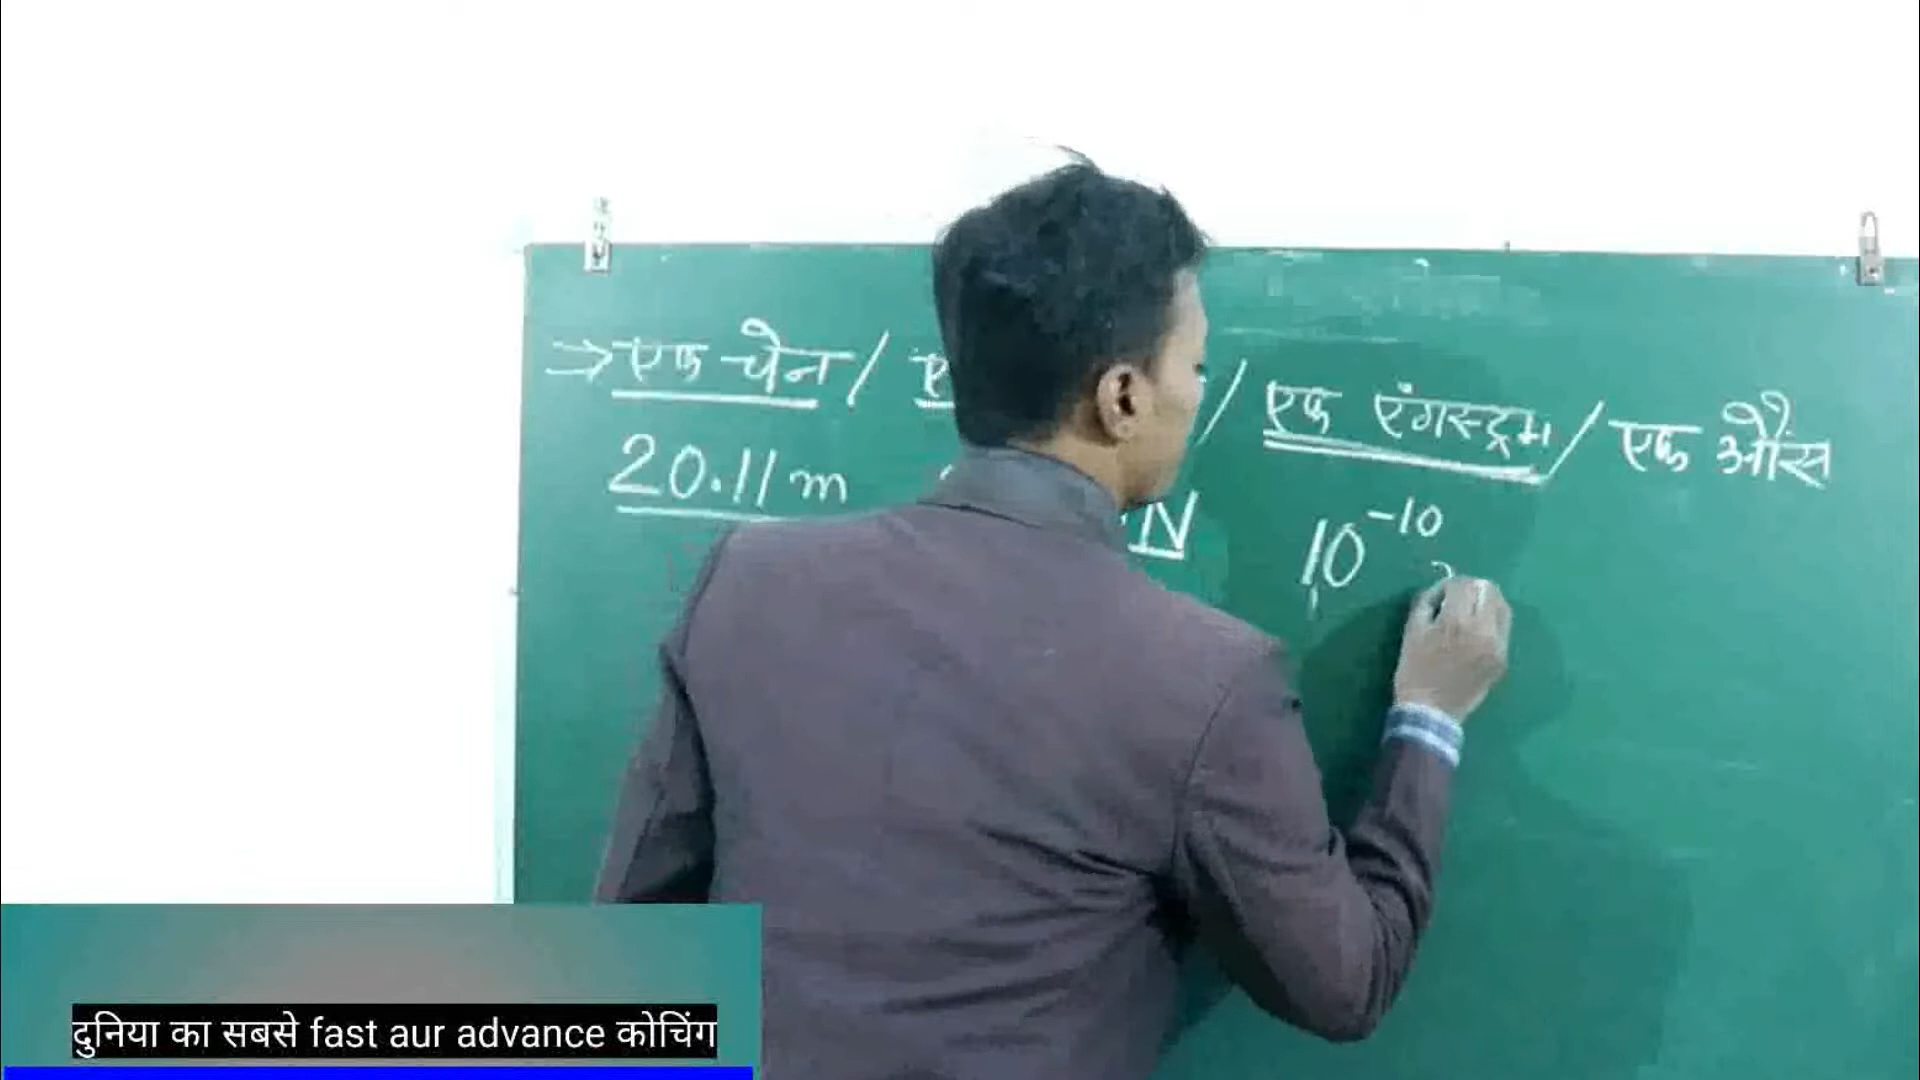 ⇒ एक चेन / ए / एक एंगस्ट्रम / एक औंस
20.11 m N 10⁻¹⁰
दुनिया का सबसे fast aur advance कोचिंग